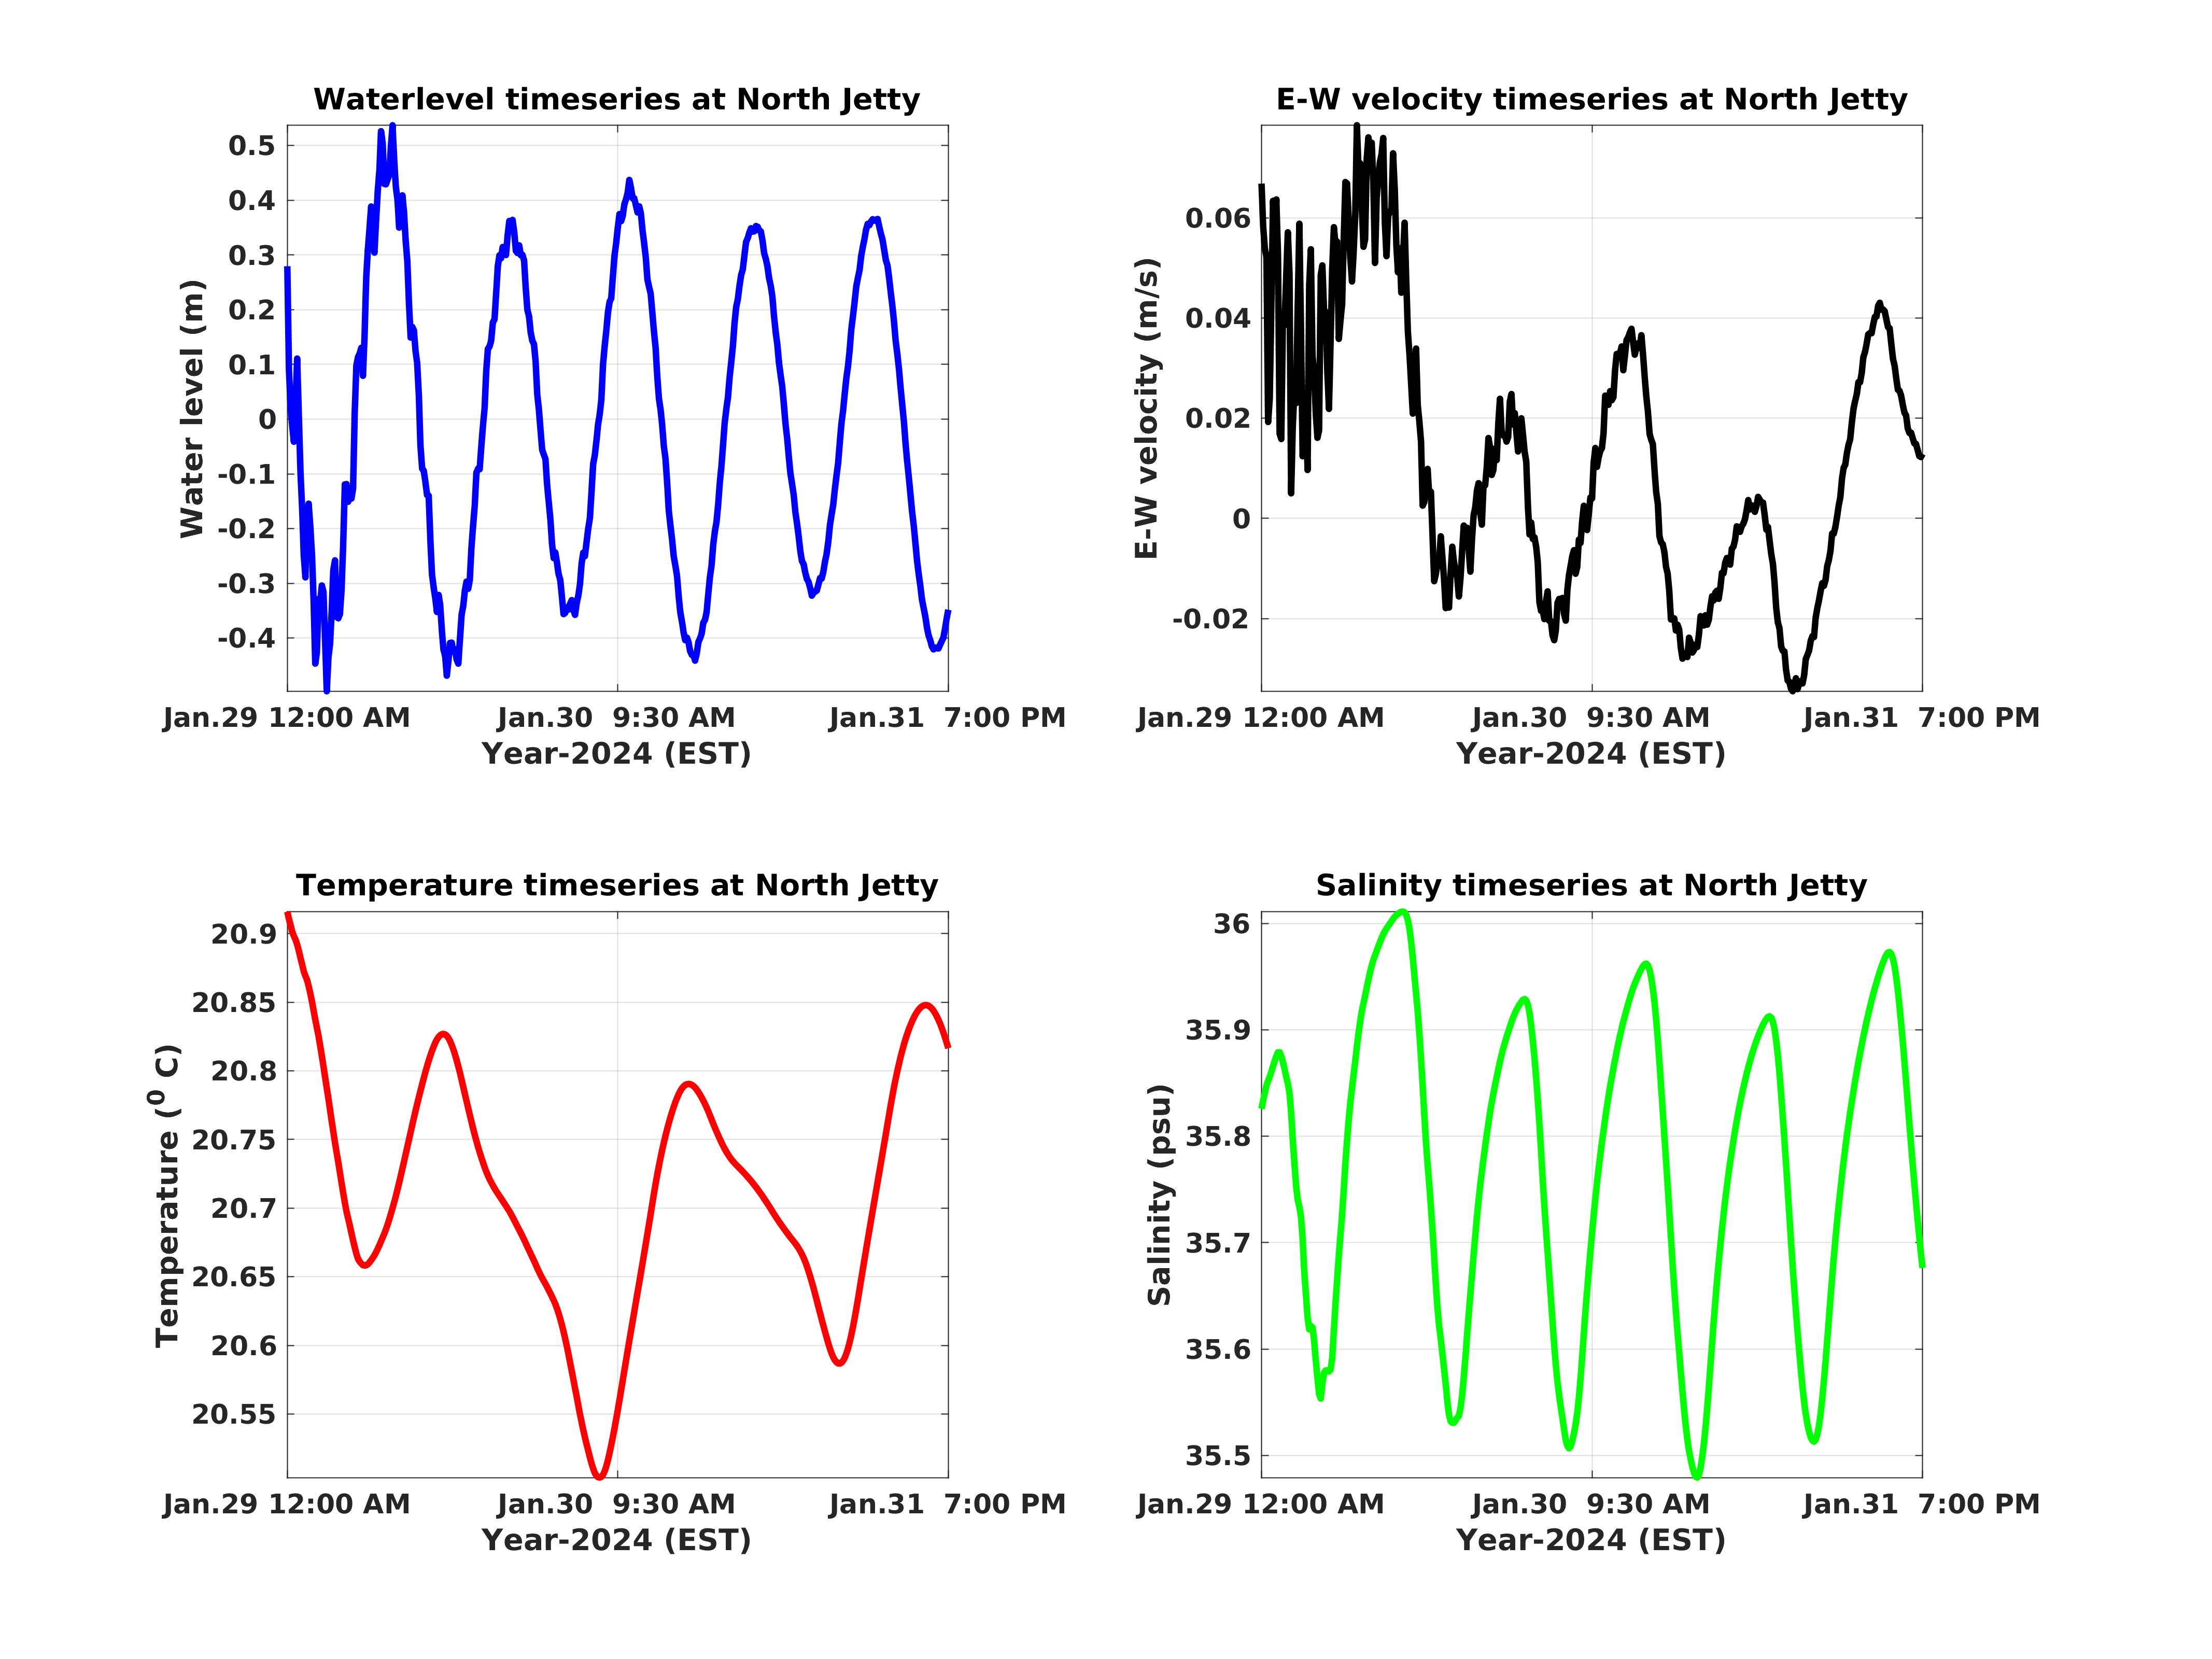 Waterlevel timeseries at North Jetty
0.5
0.4
0.3
0.2
0.1
0
-0.1
-0.2
-0.3
-0.4
Water level (m)
Jan.29 12:00 AM Jan.30 9:30 AM Jan.31 7:00 PM
Year-2024 (EST)
E-W velocity timeseries at North Jetty
0.06
0.04
0.02
0
-0.02
E-W velocity (m/s)
Jan.29 12:00 AM Jan.30 9:30 AM Jan.31 7:00 PM
Year-2024 (EST)
Temperature timeseries at North Jetty
20.9
20.85
20.8
20.75
20.7
20.65
20.6
20.55
Temperature (⁰ C)
Jan.29 12:00 AM Jan.30 9:30 AM Jan.31 7:00 PM
Year-2024 (EST)
Salinity timeseries at North Jetty
36
35.9
35.8
35.7
35.6
35.5
Salinity (psu)
Jan.29 12:00 AM Jan.30 9:30 AM Jan.31 7:00 PM
Year-2024 (EST)